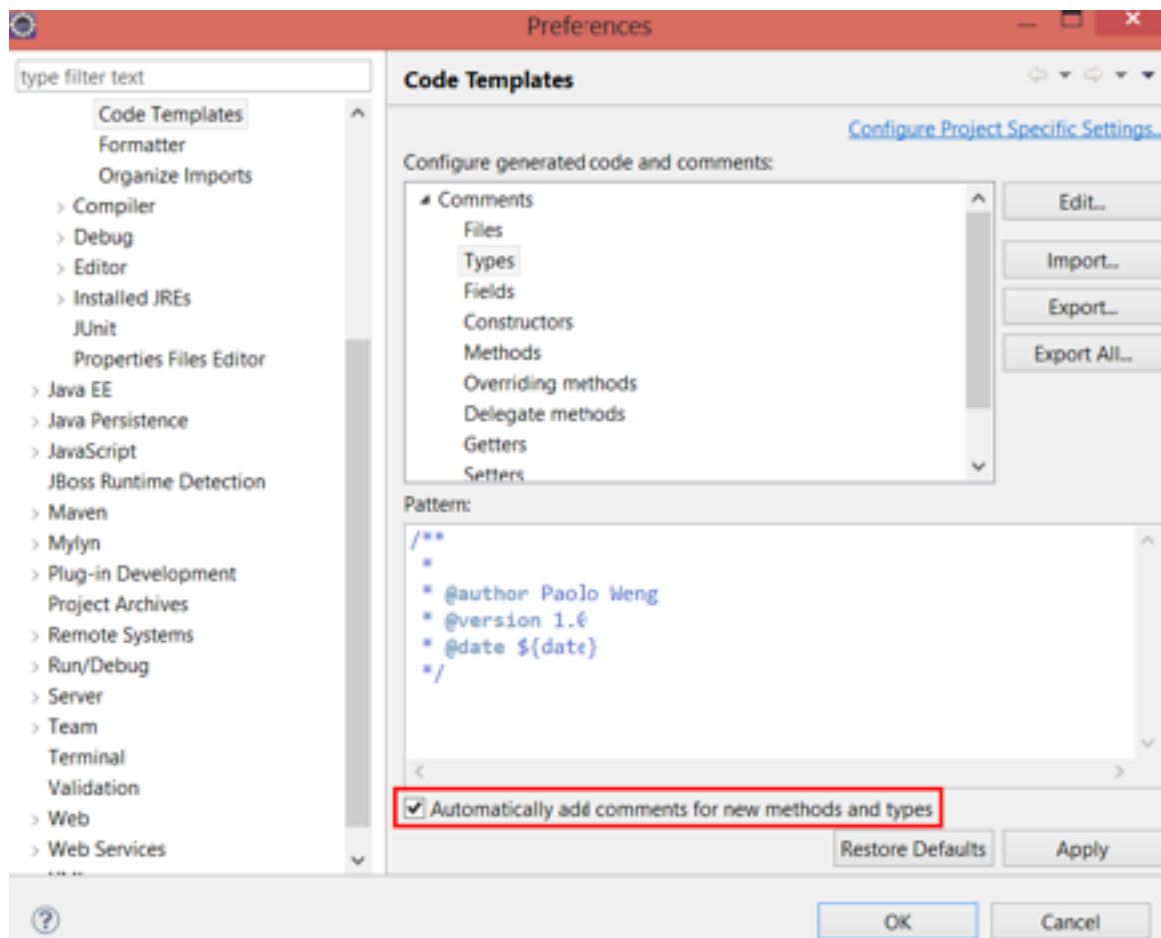 Preferences
type filter text
Code Templates
Formatter
Organize Imports
Compiler
Debug
Editor
Installed JREs
JUnit
Properties Files Editor
Java EE
Java Persistence
JavaScript
JBoss Runtime Detection
Maven
Mylyn
Plug-in Development
Project Archives
Remote Systems
Run/Debug
Server
Team
Terminal
Validation
Web
Web Services
Code Templates
Configure Project Specific Settings...
Configure generated code and comments:
Comments
Files
Types
Fields
Constructors
Methods
Overriding methods
Delegate methods
Getters
Setters
Edit...
Import...
Export...
Export All...
Pattern:
/**
*
* @author Paolo Weng
* @version 1.0
* @date ${date}
*/
Automatically add comments for new methods and types
Restore Defaults
Apply
OK
Cancel